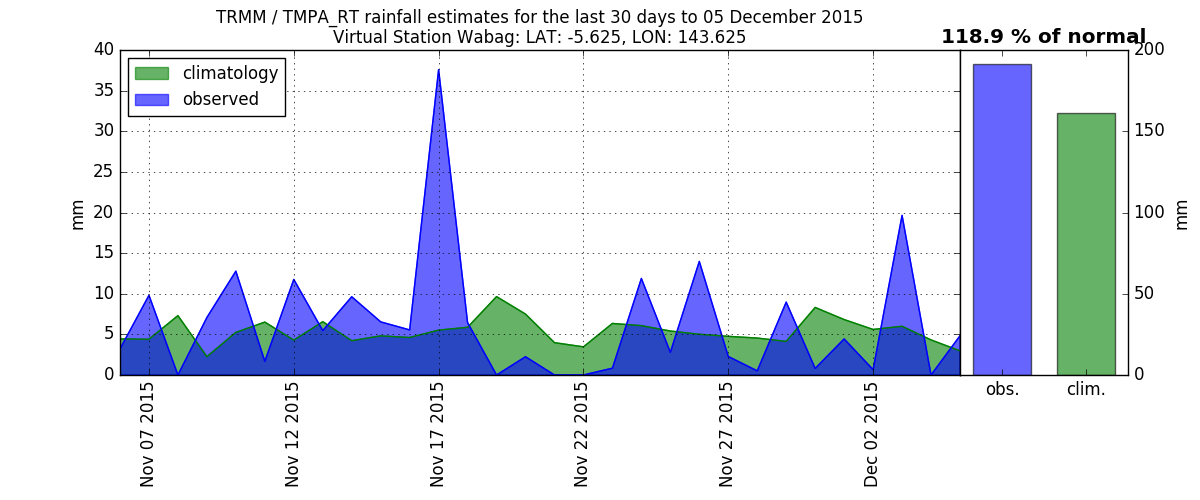 TRMM / TMPA_RT rainfall estimates for the last 30 days to 05 December 2015
Virtual Station Wabag: LAT: -5.625, LON: 143.625
118.9 % of normal
climatology
observed
mm
40
35
30
25
20
15
10
5
0
Nov 07 2015
Nov 12 2015
Nov 17 2015
Nov 22 2015
Nov 27 2015
Dec 02 2015
200
150
100
50
0
mm
obs.
clim.